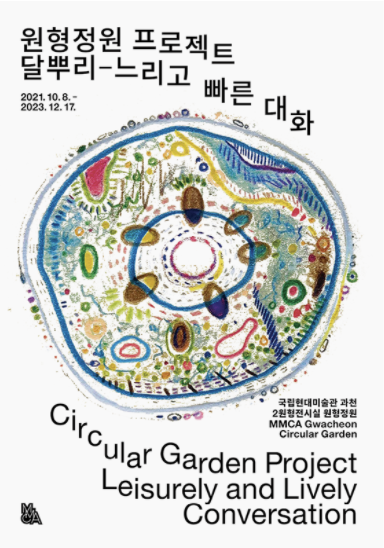 원형정원 프로젝트
달뿌리–느리고 빠른 대화
2021. 10. 8. –
2023. 12. 17.
국립현대미술관 과천
2원형전시실 원형정원
MMCA Gwacheon
Circular Garden
Circular Garden Project
Leisurely and Lively
Conversation
MMCA